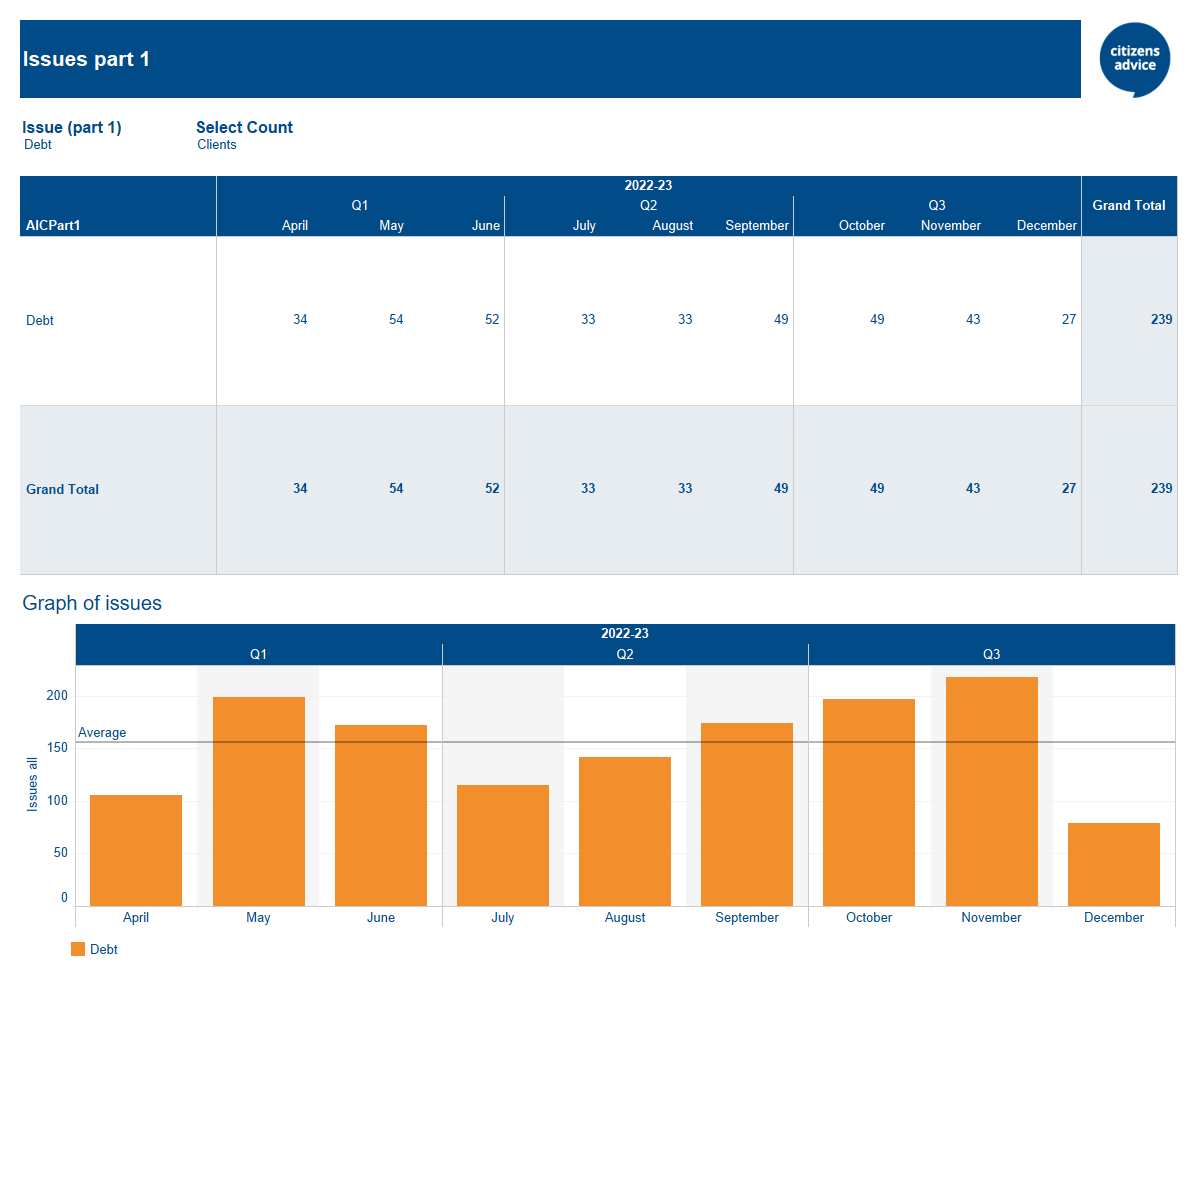 Issues part 1
citizens
advice
Issue (part 1) Select Count
Debt Clients
2022-23
Q1 Q2 Q3 Grand Total
AICPart1 April May June July August September October November December
Debt 34 54 52 33 33 49 49 43 27 239
Grand Total 34 54 52 33 33 49 49 43 27 239
Graph of issues
2022-23
Q1 Q2 Q3
200
Average
150
Issues all
100
50
0
April May June July August September October November December
Debt